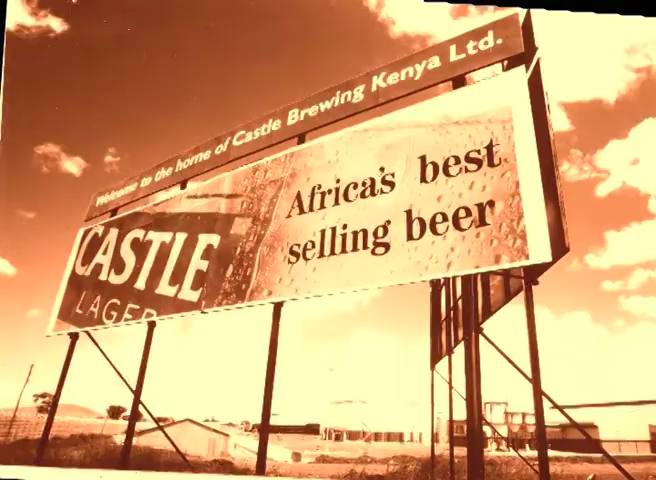 Welcome to the home of Castle Brewing Kenya Ltd.
CASTLE
LAGER
Africa's best
selling beer